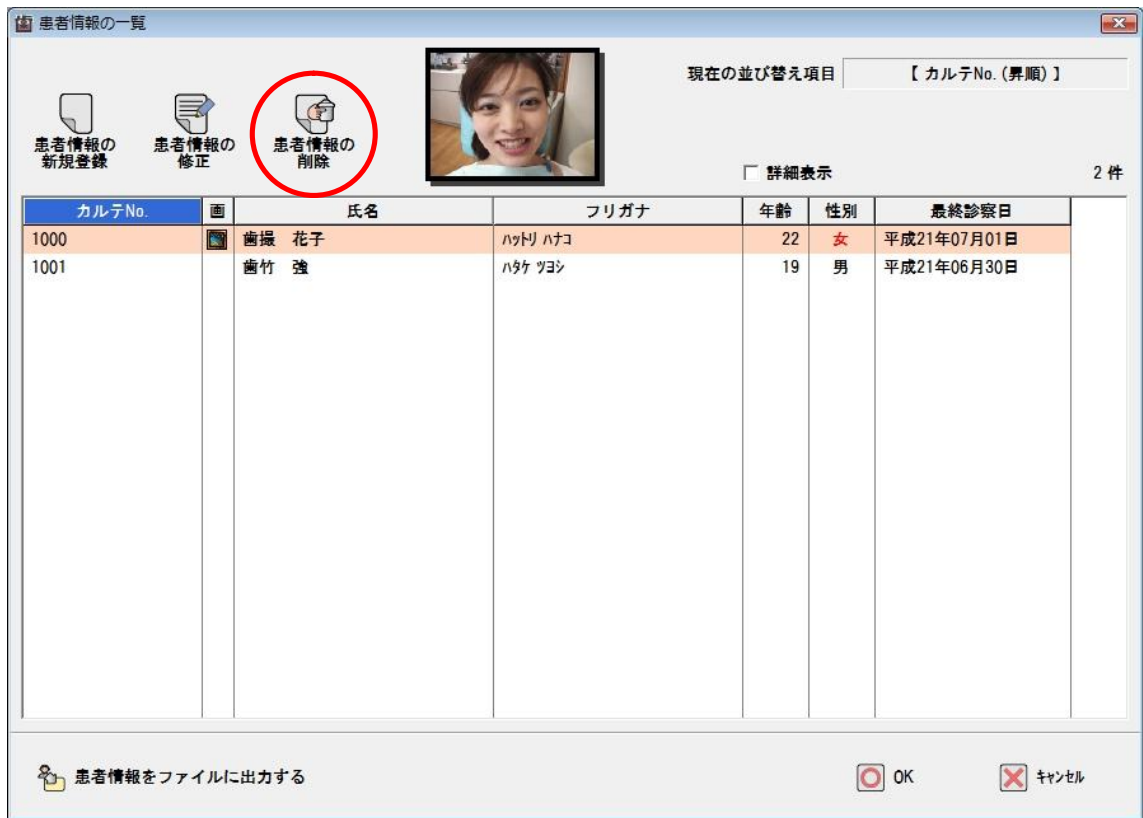 患者情報の一覧
現在の並び替え項目 【 カルテNo.(昇順) 】
患者情報の
新規登録
患者情報の
修正
患者情報の
削除
詳細表示
2 件
カルテNo. 画 氏名 フリガナ 年齢 性別 最終診察日
1000 歯撮 花子 ﾊｯﾄﾘ ﾊﾅｺ 22 女 平成21年07月01日
1001 歯竹 強 ﾊﾀｹ ﾂﾖｼ 19 男 平成21年06月30日
患者情報をファイルに出力する
OK
ｷｬﾝｾﾙ